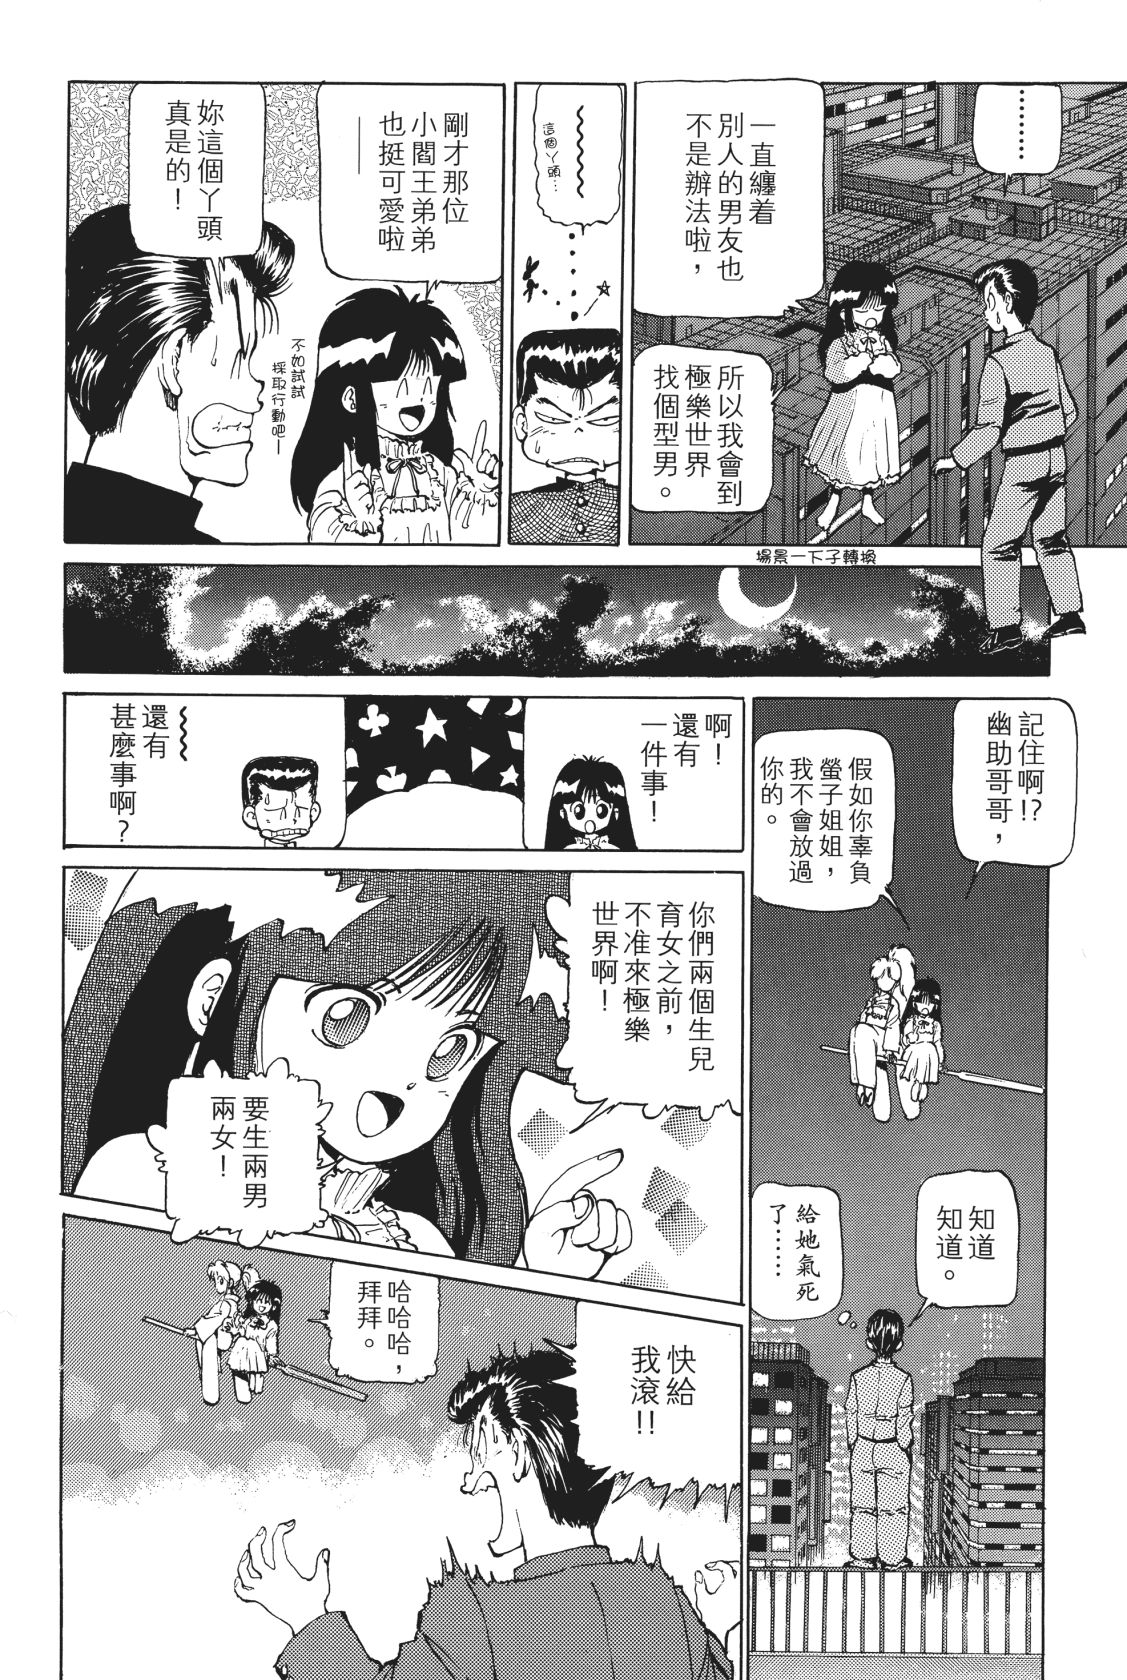 ⋯⋯
一直纏着
別人的男友也
不是辦法啦，
所以我會到
極樂世界
找個型男。
場景一下子轉換
這個丫頭…
剛才那位
小閻王弟弟
也挺可愛啦
——
不如試試
採取行動吧—
妳這個丫頭
真是的！
記住啊!?
幽助哥哥，
假如你辜負
螢子姐姐，
我不會放過
你的。
知道
知道。
給她氣死
了⋯⋯
啊！
還有
一件事！
還有
甚麼事啊？
你們兩個生兒
育女之前，
不准來極樂
世界啊！
要生兩男
兩女！
快給
我滾!!
哈哈哈，
拜拜。